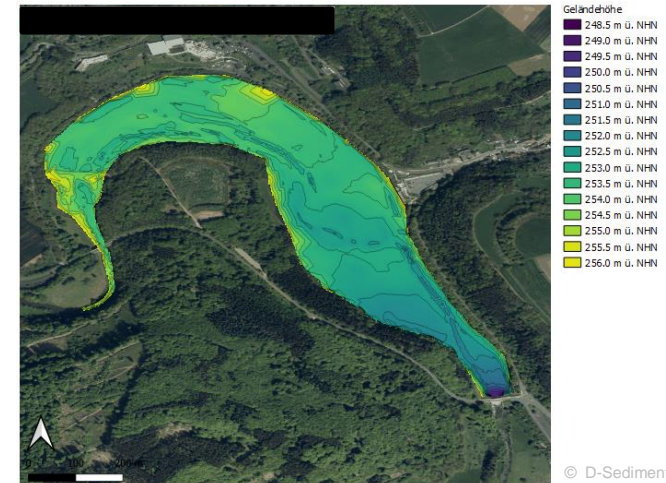 Geländehöhe
248.5 m ü. NHN
249.0 m ü. NHN
249.5 m ü. NHN
250.0 m ü. NHN
250.5 m ü. NHN
251.0 m ü. NHN
251.5 m ü. NHN
252.0 m ü. NHN
252.5 m ü. NHN
253.0 m ü. NHN
253.5 m ü. NHN
254.0 m ü. NHN
254.5 m ü. NHN
255.0 m ü. NHN
255.5 m ü. NHN
256.0 m ü. NHN
0 100
© D-Sedimen